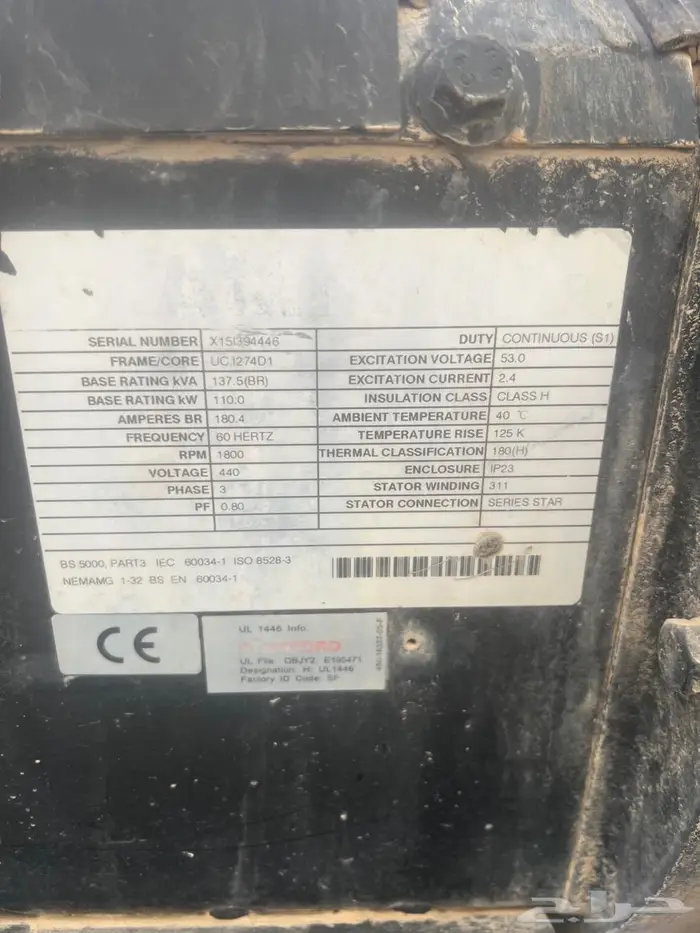 SERIAL NUMBER X15I394446 DUTY CONTINUOUS (S1)
FRAME/CORE UCI274D1 EXCITATION VOLTAGE 53.0
BASE RATING kVA 137.5(BR) EXCITATION CURRENT 2.4
BASE RATING kW 110.0 INSULATION CLASS CLASS H
AMPERES BR 180.4 AMBIENT TEMPERATURE 40 °C
FREQUENCY 60 HERTZ TEMPERATURE RISE 125 K
RPM 1800 THERMAL CLASSIFICATION 180(H)
VOLTAGE 440 ENCLOSURE IP23
PHASE 3 STATOR WINDING 311
PF 0.80 STATOR CONNECTION SERIES STAR
BS 5000, PART3 IEC 60034-1 ISO 8528-3
NEMAMG 1-32 BS EN 60034-1
CE
UL 1446 Info
UL File OBJY2 E195471
Designation: H: UL1446
Factory ID Code: SF
حراج